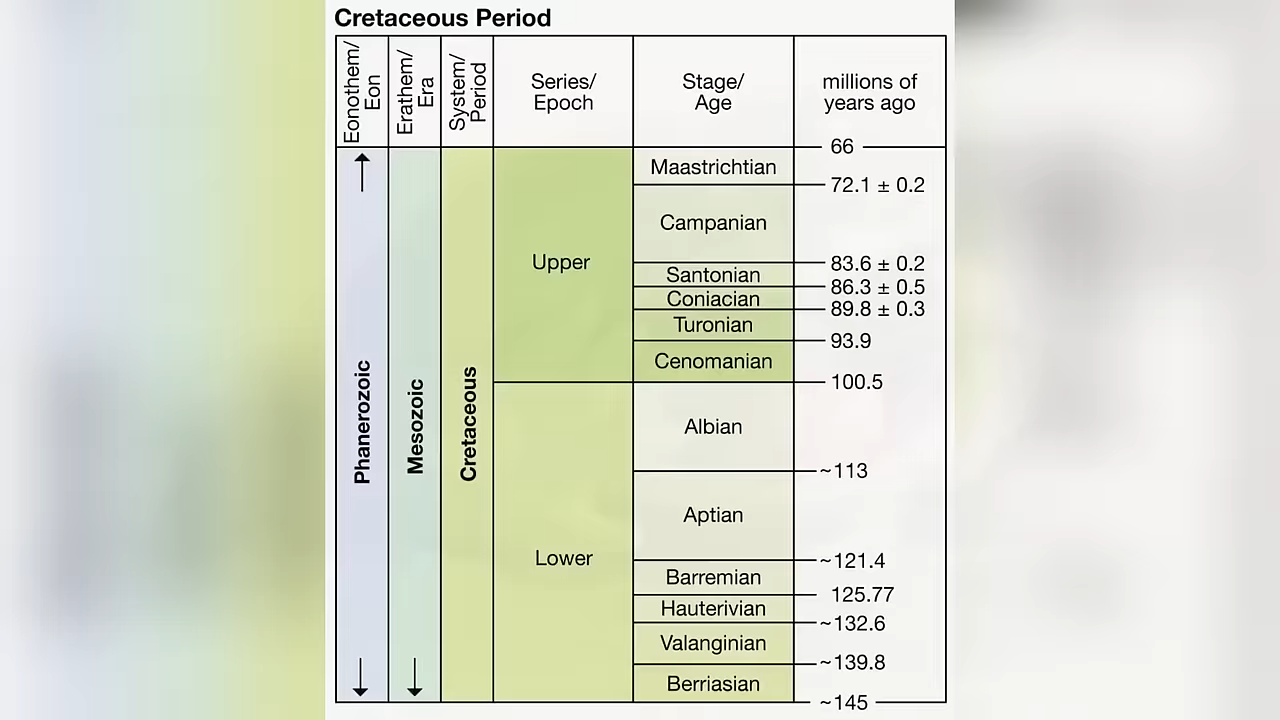 Cretaceous Period
Eonothem/
Eon
Erathem/
Era
System/
Period
Series/
Epoch
Stage/
Age
millions of
years ago
66
Maastrichtian
72.1 ± 0.2
Campanian
83.6 ± 0.2
Upper
Santonian
86.3 ± 0.5
Coniacian
89.8 ± 0.3
Turonian
93.9
Cenomanian
100.5
Phanerozoic
Mesozoic
Cretaceous
Albian
~113
Aptian
~121.4
Lower
Barremian
125.77
Hauterivian
~132.6
Valanginian
~139.8
Berriasian
~145